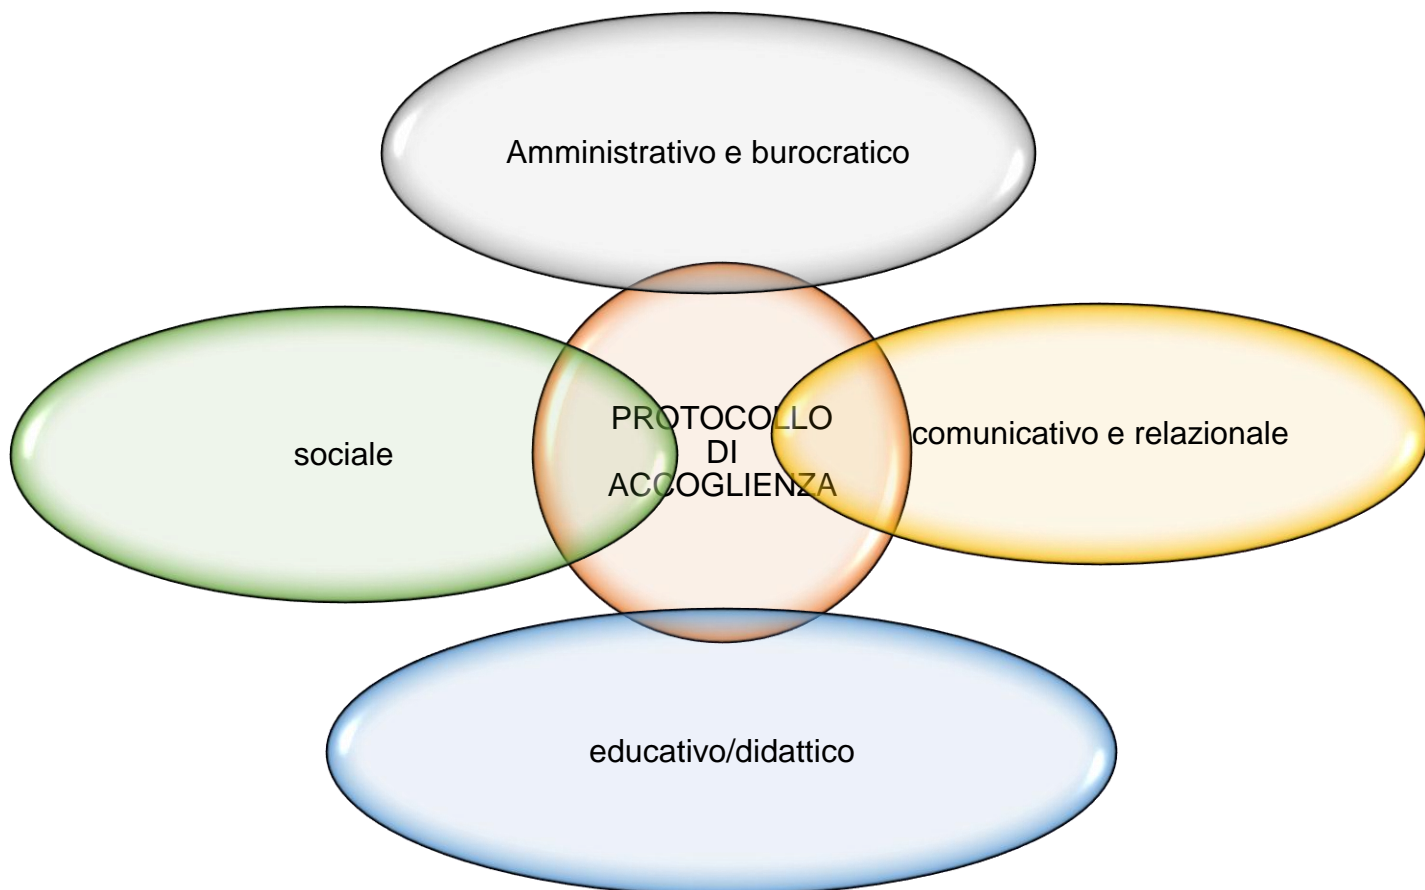 Amministrativo e burocratico
sociale
PROTOCOLLO
DI
ACCOGLIENZA
comunicativo e relazionale
educativo/didattico